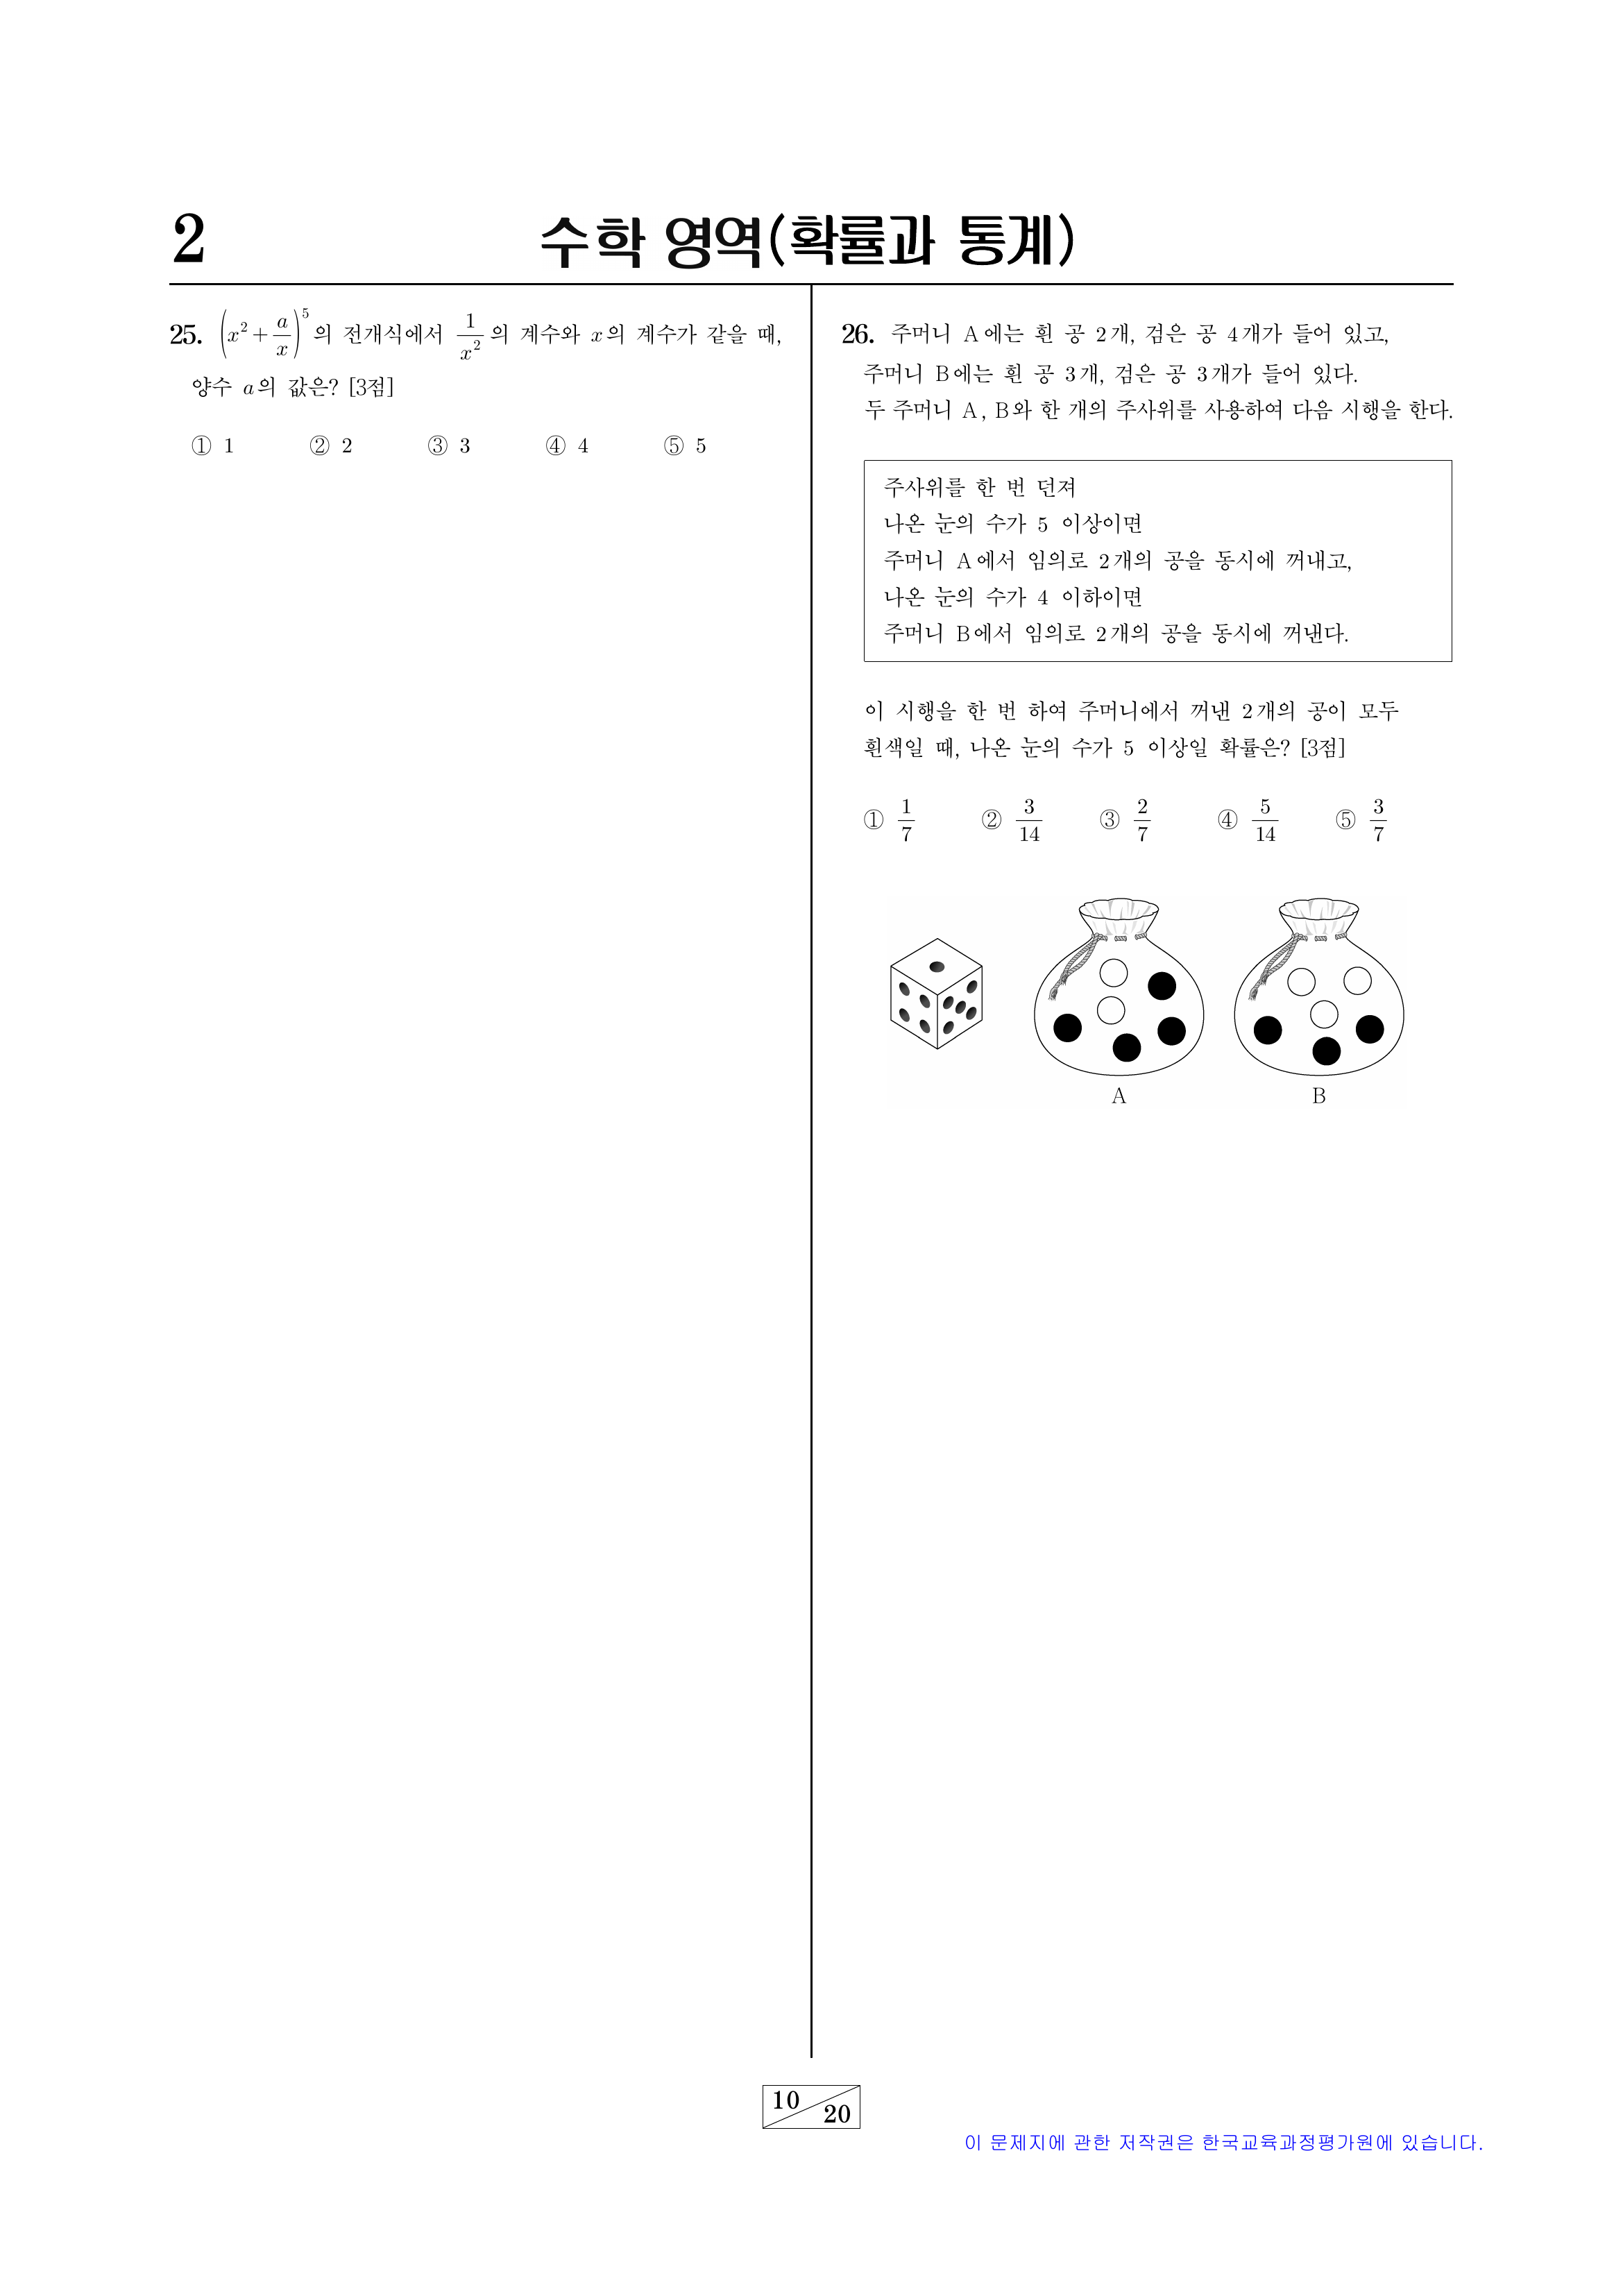 2
수학 영역(확률과 통계)
25. (x² + a/x)⁵의 전개식에서 1/x²의 계수와 x의 계수가 같을 때,
양수 a의 값은? [3점]
① 1 ② 2 ③ 3 ④ 4 ⑤ 5
26. 주머니 A에는 흰 공 2개, 검은 공 4개가 들어 있고,
주머니 B에는 흰 공 3개, 검은 공 3개가 들어 있다.
두 주머니 A, B와 한 개의 주사위를 사용하여 다음 시행을 한다.
주사위를 한 번 던져
나온 눈의 수가 5 이상이면
주머니 A에서 임의로 2개의 공을 동시에 꺼내고,
나온 눈의 수가 4 이하이면
주머니 B에서 임의로 2개의 공을 동시에 꺼낸다.
이 시행을 한 번 하여 주머니에서 꺼낸 2개의 공이 모두
흰색일 때, 나온 눈의 수가 5 이상일 확률은? [3점]
① 1/7 ② 3/14 ③ 2/7 ④ 5/14 ⑤ 3/7
A B
10 20
이 문제지에 관한 저작권은 한국교육과정평가원에 있습니다.